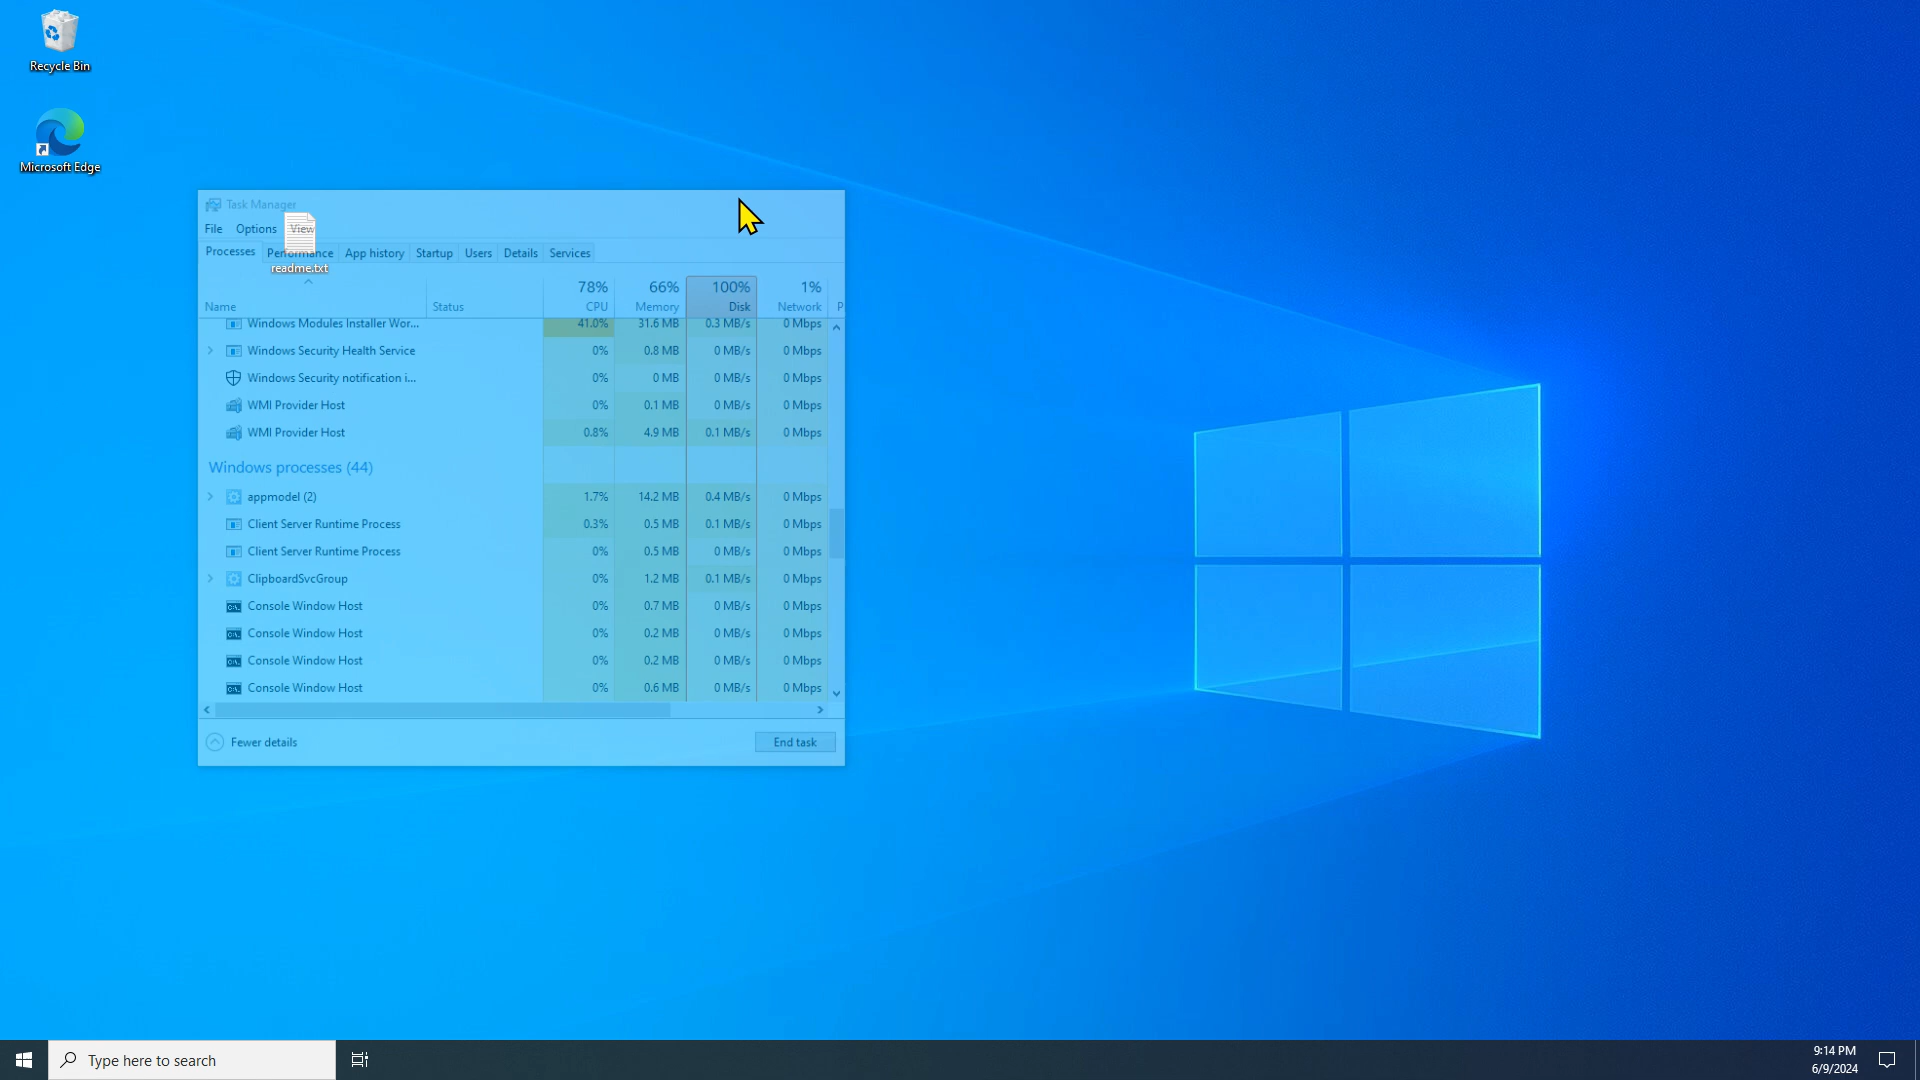 Recycle Bin
Microsoft Edge
Task Manager
File Options View
Processes Performance App history Startup Users Details Services
readme.txt
78% 66% 100% 1%
Name Status CPU Memory Disk Network P
Windows Modules Installer Wor... 41.0% 31.6 MB 0.3 MB/s 0 Mbps
Windows Security Health Service 0% 0.8 MB 0 MB/s 0 Mbps
Windows Security notification i... 0% 0 MB 0 MB/s 0 Mbps
WMI Provider Host 0% 0.1 MB 0 MB/s 0 Mbps
WMI Provider Host 0.8% 4.9 MB 0.1 MB/s 0 Mbps
Windows processes (44)
appmodel (2) 1.7% 14.2 MB 0.4 MB/s 0 Mbps
Client Server Runtime Process 0.3% 0.5 MB 0.1 MB/s 0 Mbps
Client Server Runtime Process 0% 0.5 MB 0 MB/s 0 Mbps
ClipboardSvcGroup 0% 1.2 MB 0.1 MB/s 0 Mbps
Console Window Host 0% 0.7 MB 0 MB/s 0 Mbps
Console Window Host 0% 0.2 MB 0 MB/s 0 Mbps
Console Window Host 0% 0.2 MB 0 MB/s 0 Mbps
Console Window Host 0% 0.6 MB 0 MB/s 0 Mbps
Fewer details End task
Type here to search
9:14 PM
6/9/2024